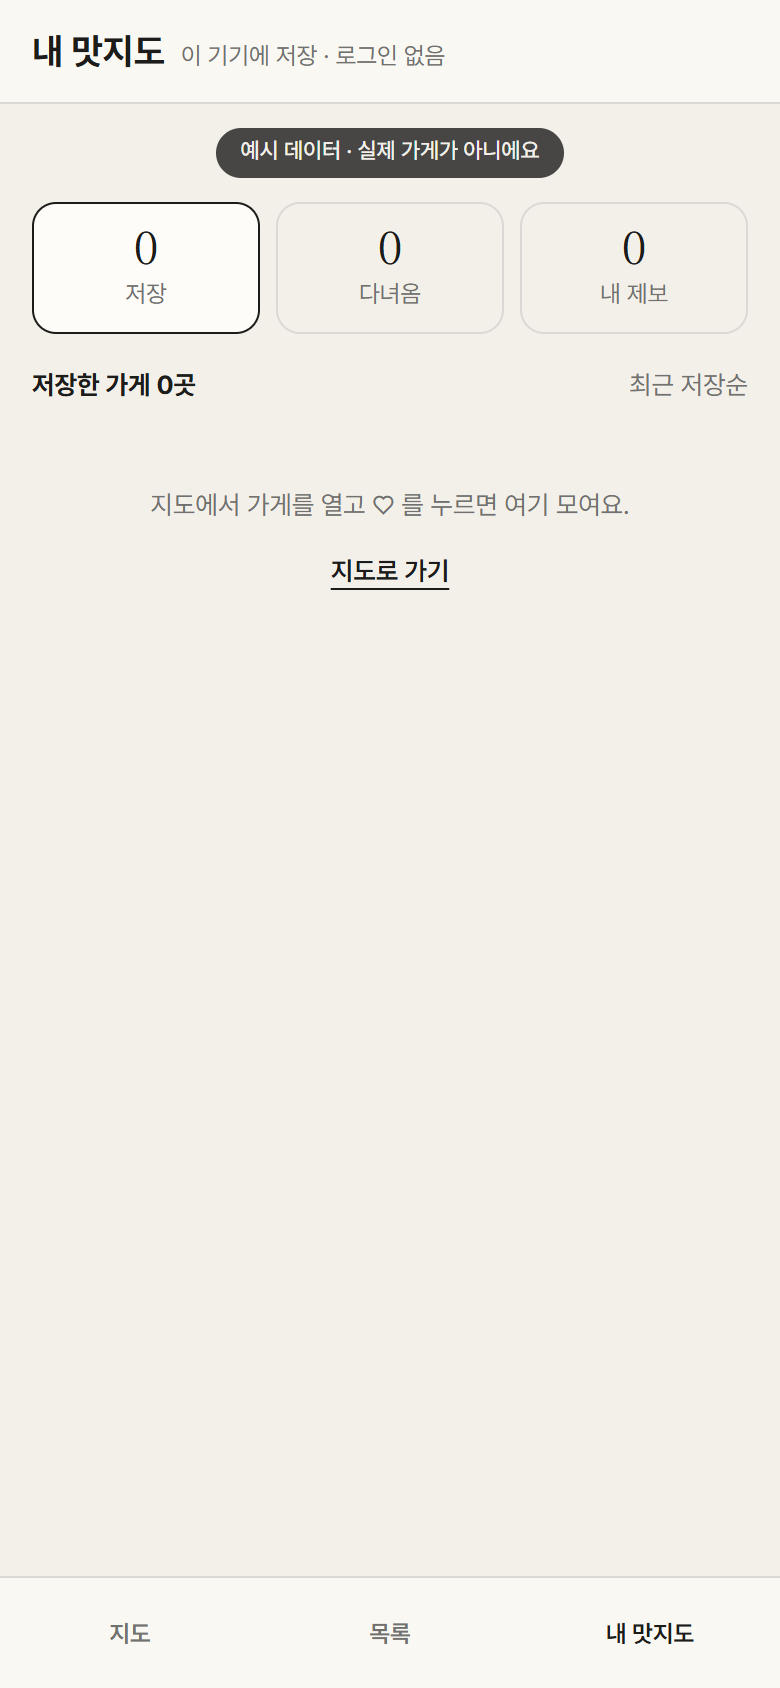 내 맛지도 이 기기에 저장 · 로그인 없음
예시 데이터 · 실제 가게가 아니에요
0 0 0
저장 다녀옴 내 제보
저장한 가게 0곳 최근 저장순
지도에서 가게를 열고 ♡ 를 누르면 여기 모여요.
지도로 가기
지도 목록 내 맛지도